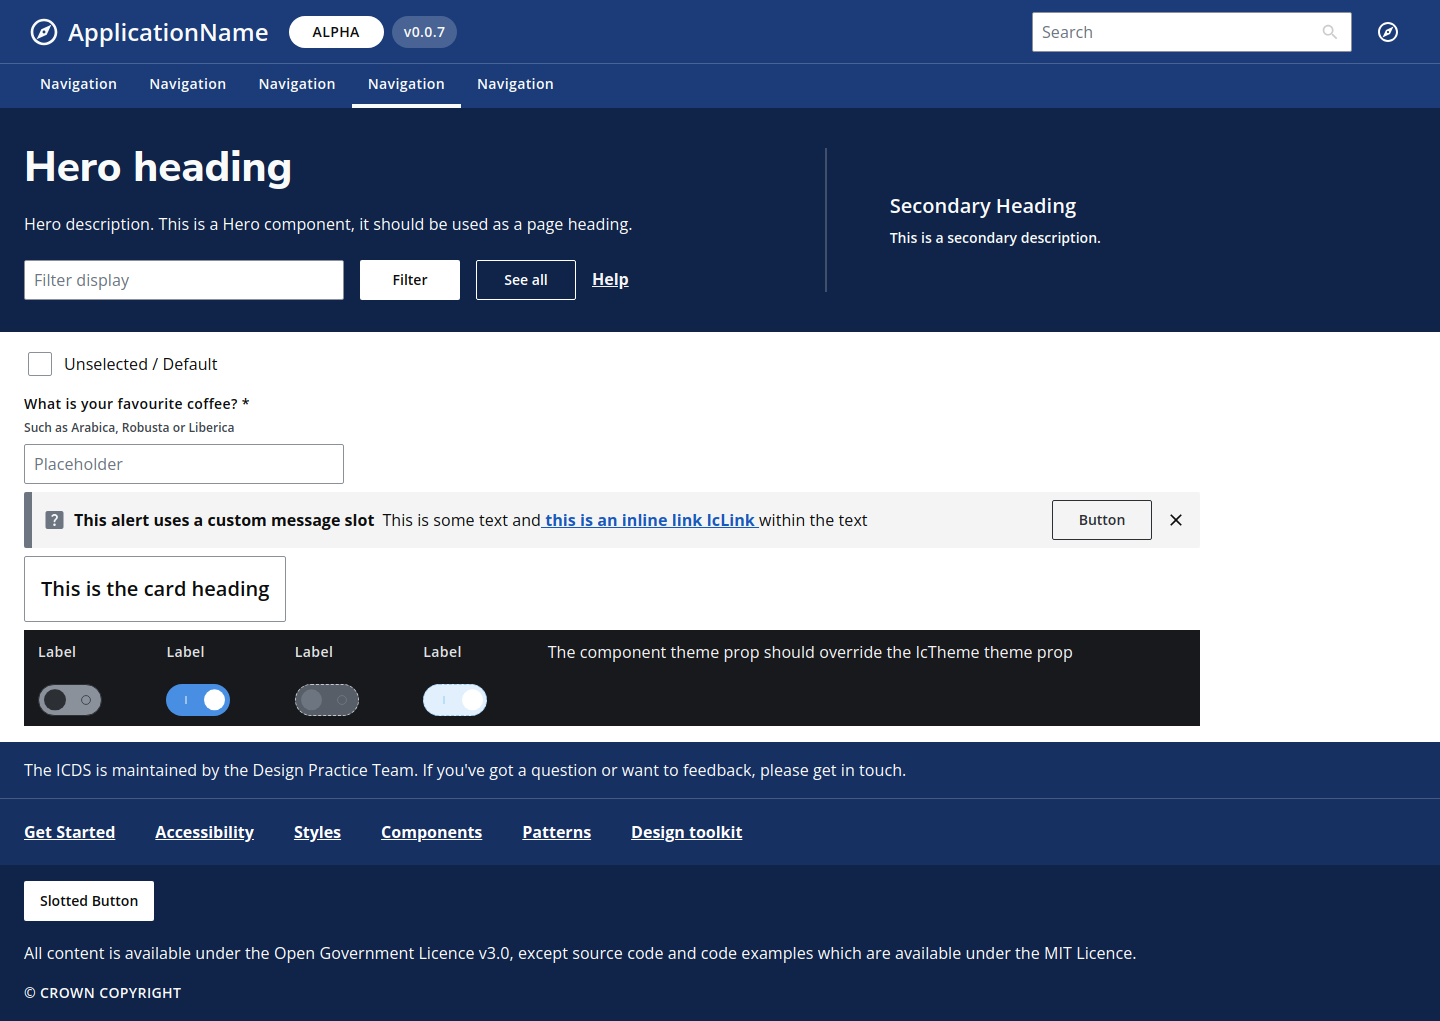 ApplicationName ALPHA v0.0.7 Search
Navigation Navigation Navigation Navigation Navigation
Hero heading
Hero description. This is a Hero component, it should be used as a page heading.
Filter display Filter See all Help
Secondary Heading
This is a secondary description.
Unselected / Default
What is your favourite coffee? *
Such as Arabica, Robusta or Liberica
Placeholder
This alert uses a custom message slot This is some text and this is an inline link IcLink within the text Button
This is the card heading
Label Label Label Label The component theme prop should override the IcTheme theme prop
The ICDS is maintained by the Design Practice Team. If you've got a question or want to feedback, please get in touch.
Get Started Accessibility Styles Components Patterns Design toolkit
Slotted Button
All content is available under the Open Government Licence v3.0, except source code and code examples which are available under the MIT Licence.
© CROWN COPYRIGHT